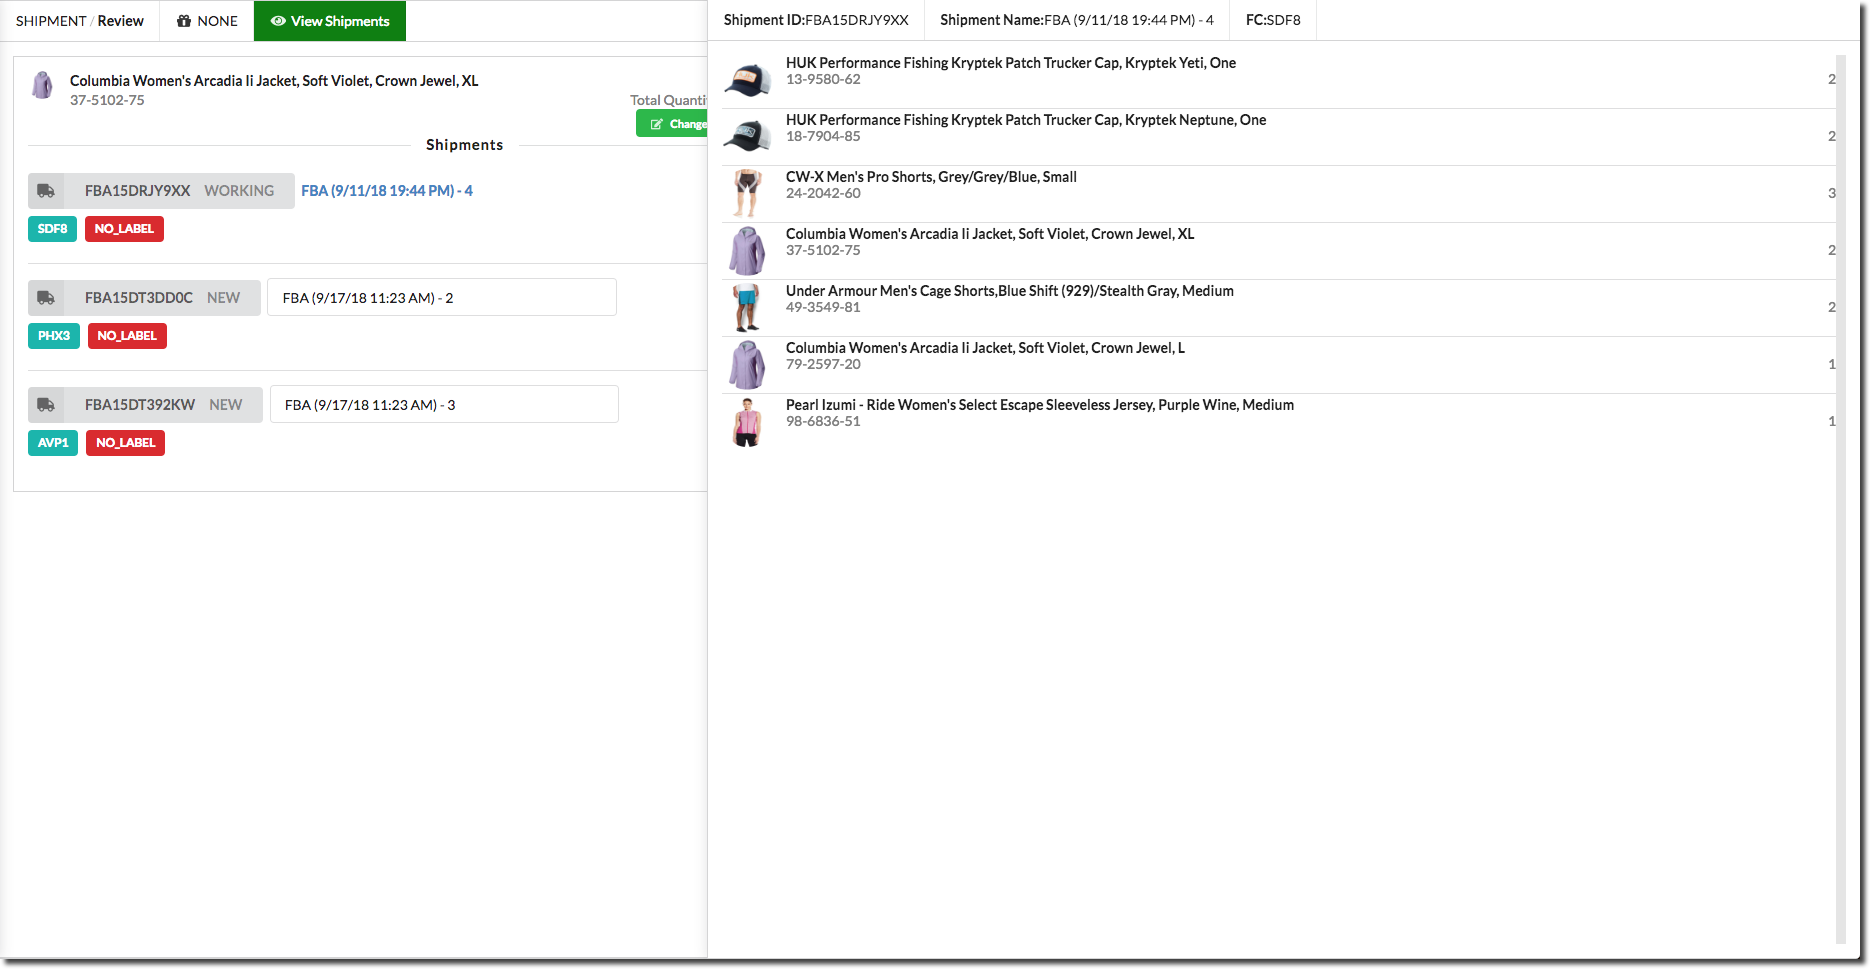 SHIPMENT / Review
NONE
View Shipments
Columbia Women's Arcadia Ii Jacket, Soft Violet, Crown Jewel, XL
37-5102-75
Total Quanti
Change
Shipments
FBA15DRJY9XX WORKING FBA (9/11/18 19:44 PM) - 4
SDF8 NO_LABEL
FBA15DT3DD0C NEW FBA (9/17/18 11:23 AM) - 2
PHX3 NO_LABEL
FBA15DT392KW NEW FBA (9/17/18 11:23 AM) - 3
AVP1 NO_LABEL
Shipment ID:FBA15DRJY9XX Shipment Name:FBA (9/11/18 19:44 PM) - 4 FC:SDF8
HUK Performance Fishing Kryptek Patch Trucker Cap, Kryptek Yeti, One
13-9580-62 2
HUK Performance Fishing Kryptek Patch Trucker Cap, Kryptek Neptune, One
18-7904-85 2
CW-X Men's Pro Shorts, Grey/Grey/Blue, Small
24-2042-60 3
Columbia Women's Arcadia Ii Jacket, Soft Violet, Crown Jewel, XL
37-5102-75 2
Under Armour Men's Cage Shorts,Blue Shift (929)/Stealth Gray, Medium
49-3549-81 2
Columbia Women's Arcadia Ii Jacket, Soft Violet, Crown Jewel, L
79-2597-20 1
Pearl Izumi - Ride Women's Select Escape Sleeveless Jersey, Purple Wine, Medium
98-6836-51 1